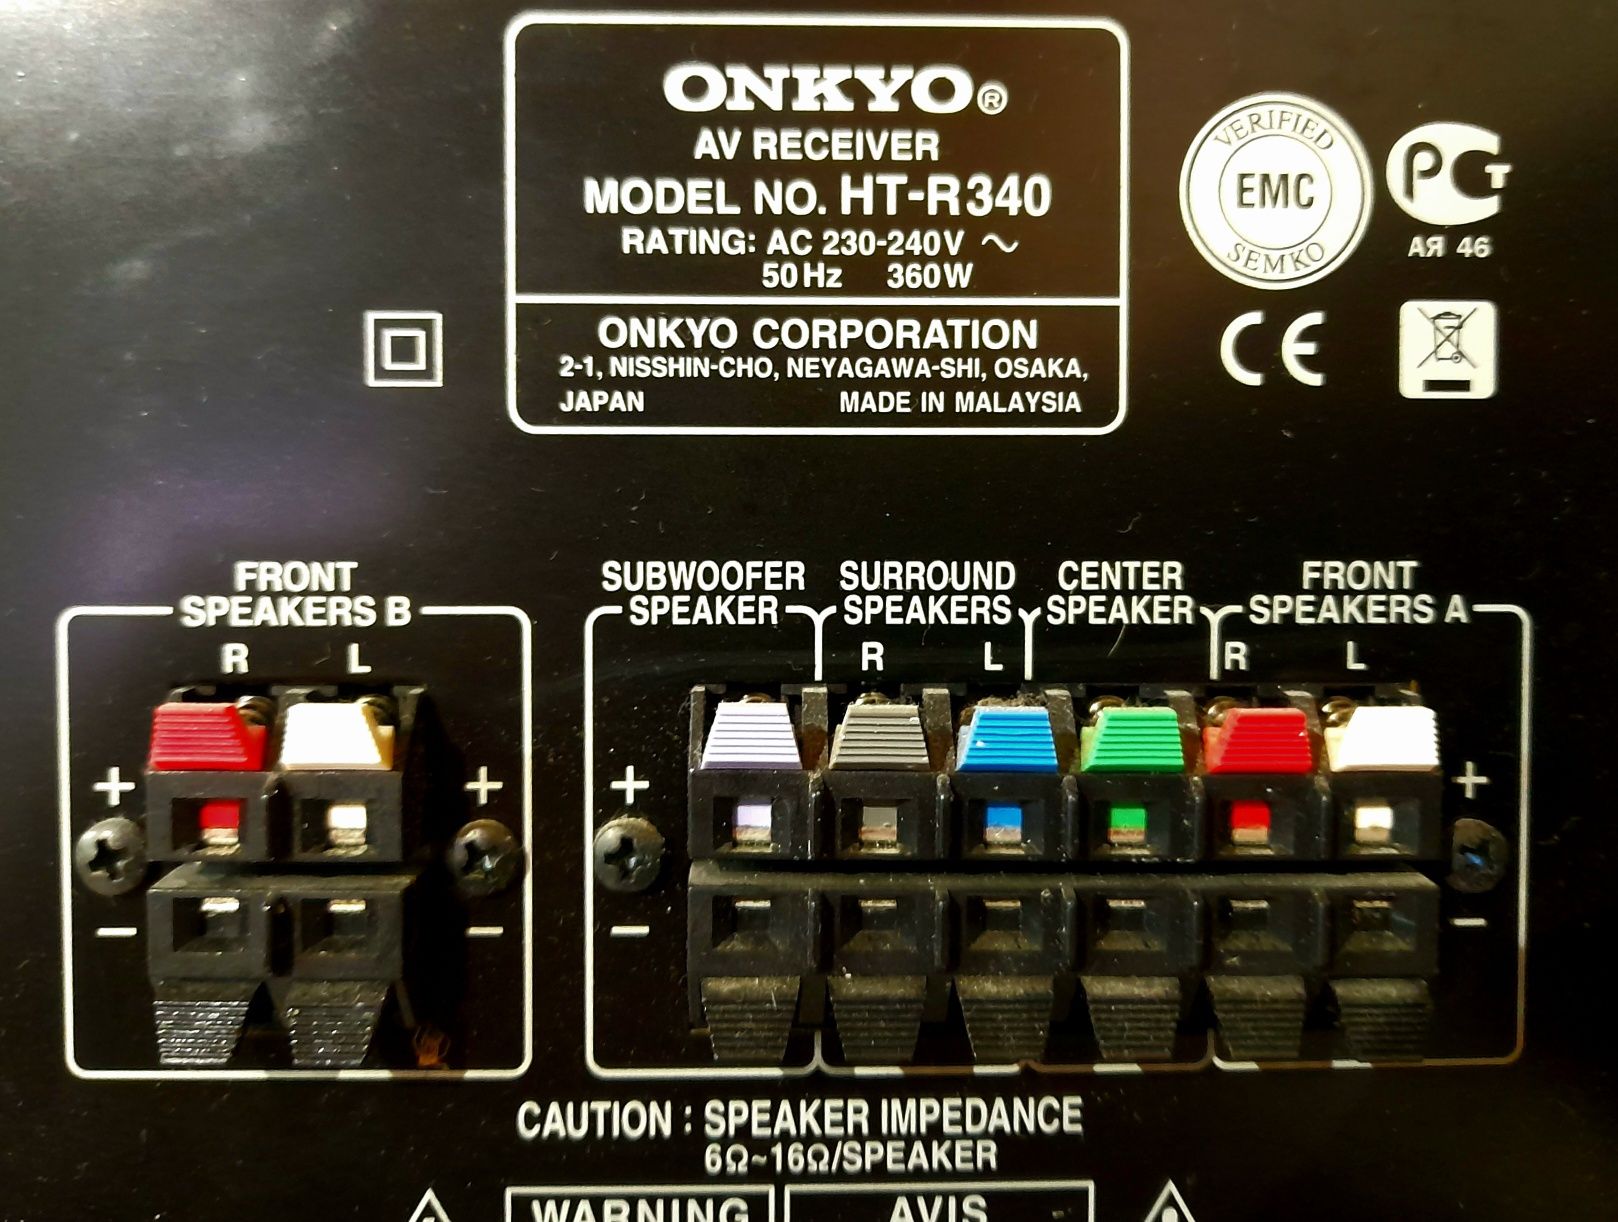 ONKYO®
AV RECEIVER
MODEL NO. HT-R340
RATING: AC 230-240V ~
50Hz 360W
ONKYO CORPORATION
2-1, NISSHIN-CHO, NEYAGAWA-SHI, OSAKA,
JAPAN MADE IN MALAYSIA
VERIFIED
EMC
SEMKO
РСТ
АЯ 46
CE
FRONT
SPEAKERS B
R L
+ +
- -
SUBWOOFER
SPEAKER
SURROUND
SPEAKERS
R L
CENTER
SPEAKER
FRONT
SPEAKERS A
R L
+ +
- -
CAUTION : SPEAKER IMPEDANCE
6Ω~16Ω/SPEAKER
WARNING
AVIS